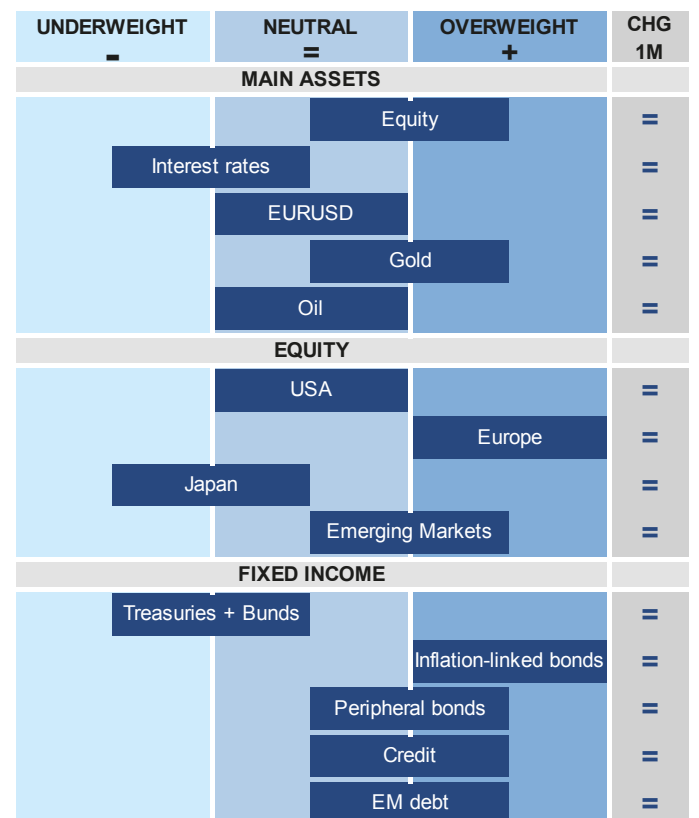 UNDERWEIGHT NEUTRAL OVERWEIGHT CHG
- = + 1M
MAIN ASSETS
Equity =
Interest rates =
EURUSD =
Gold =
Oil =
EQUITY
USA =
Europe =
Japan =
Emerging Markets =
FIXED INCOME
Treasuries + Bunds =
Inflation-linked bonds =
Peripheral bonds =
Credit =
EM debt =